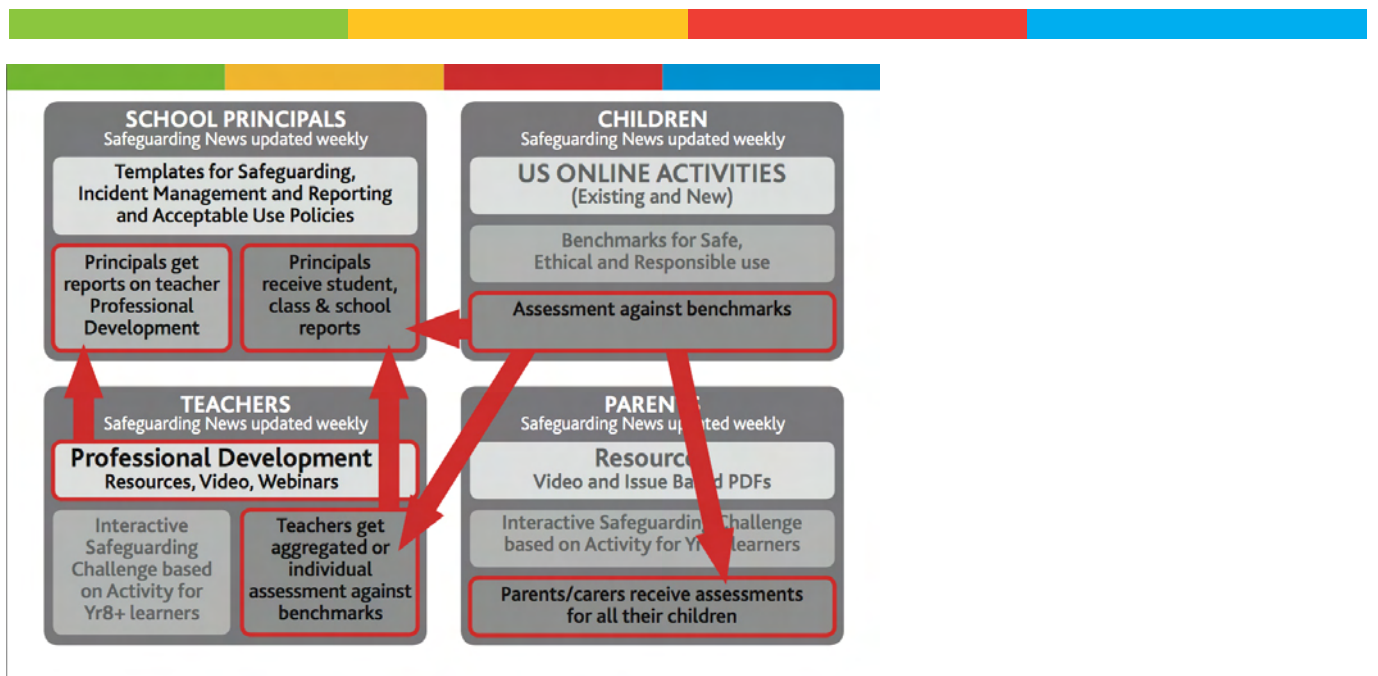 SCHOOL PRINCIPALS
Safeguarding News updated weekly
Templates for Safeguarding,
Incident Management and Reporting
and Acceptable Use Policies
Principals get
reports on teacher
Professional
Development
Principals
receive student,
class & school
reports
CHILDREN
Safeguarding News updated weekly
US ONLINE ACTIVITIES
(Existing and New)
Benchmarks for Safe,
Ethical and Responsible use
Assessment against benchmarks
TEACHERS
Safeguarding News updated weekly
Professional Development
Resources, Video, Webinars
Interactive
Safeguarding
Challenge based
on Activity for
Yr8+ learners
Teachers get
aggregated or
individual
assessment against
benchmarks
PARENTS
Safeguarding News updated weekly
Resources
Video and Issue Based PDFs
Interactive Safeguarding Challenge
based on Activity for learners
Parents/carers receive assessments
for all their children